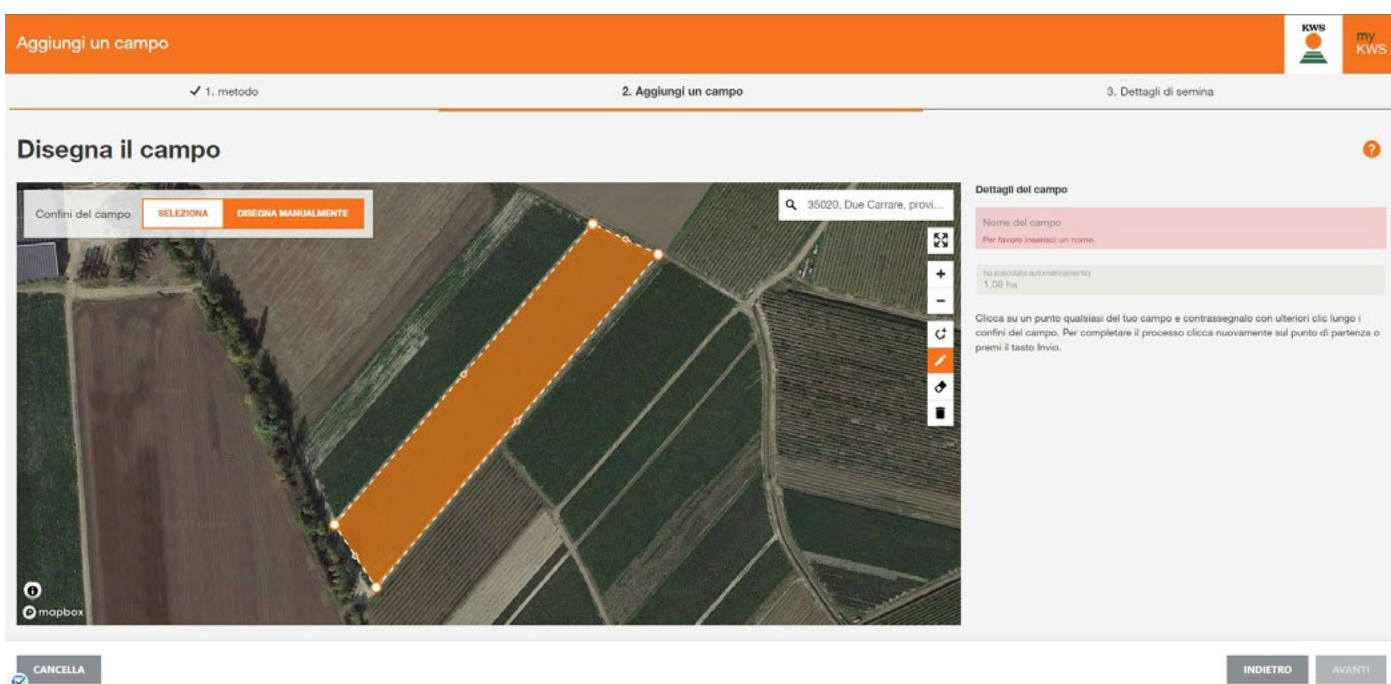 Aggiungi un campo
KWS
my
KWS
✓ 1. metodo
2. Aggiungi un campo
3. Dettagli di semina
Disegna il campo
?
Confini del campo
SELEZIONA
DISEGNA MANUALMENTE
35020, Due Carrare, provi...
Dettagli del campo
Nome del campo
Per favore inserisci un nome.
ha calcolata automaticamente
1,08 ha
Clicca su un punto qualsiasi del tuo campo e contrassegnalo con ulteriori clic lungo i
confini del campo. Per completare il processo clicca nuovamente sul punto di partenza o
premi il tasto Invio.
mapbox
CANCELLA
INDIETRO
AVANTI